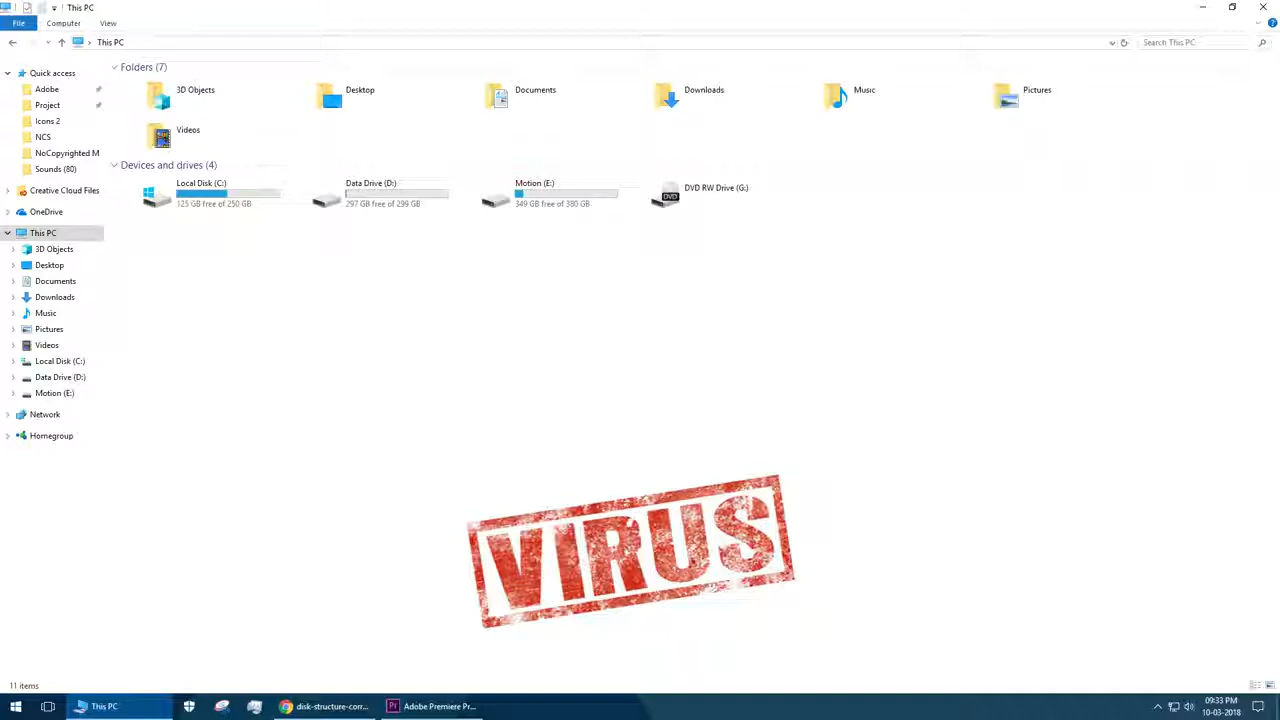 This PC
File Computer View
This PC
Search This PC
Quick access
Adobe
Project
Icons 2
NCS
NoCopyrighted M
Sounds (80)
Creative Cloud Files
OneDrive
This PC
3D Objects
Desktop
Documents
Downloads
Music
Pictures
Videos
Local Disk (C:)
Data Drive (D:)
Motion (E:)
Network
Homegroup
Folders (7)
3D Objects
Desktop
Documents
Downloads
Music
Pictures
Videos
Devices and drives (4)
Local Disk (C:)
125 GB free of 250 GB
Data Drive (D:)
297 GB free of 299 GB
Motion (E:)
349 GB free of 380 GB
DVD RW Drive (G:)
DVD
VIRUS
11 items
This PC
disk-structure-corr...
Pr
Adobe Premiere Pr...
09:33 PM
10-03-2018